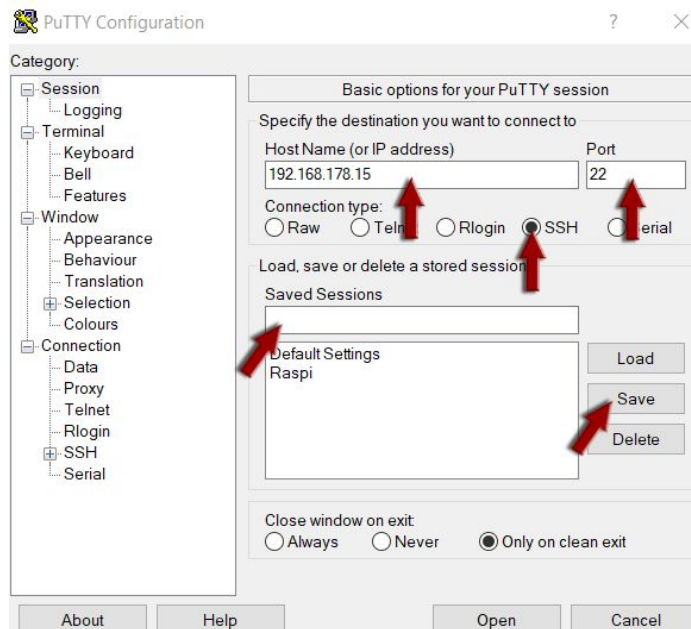 PuTTY Configuration
Category:
Session
Logging
Terminal
Keyboard
Bell
Features
Window
Appearance
Behaviour
Translation
Selection
Colours
Connection
Data
Proxy
Telnet
Rlogin
SSH
Serial
Basic options for your PuTTY session
Specify the destination you want to connect to
Host Name (or IP address) Port
192.168.178.15 22
Connection type:
Raw Telnet Rlogin SSH Serial
Load, save or delete a stored session
Saved Sessions
Default Settings
Raspi
Load
Save
Delete
Close window on exit:
Always Never Only on clean exit
About Help Open Cancel